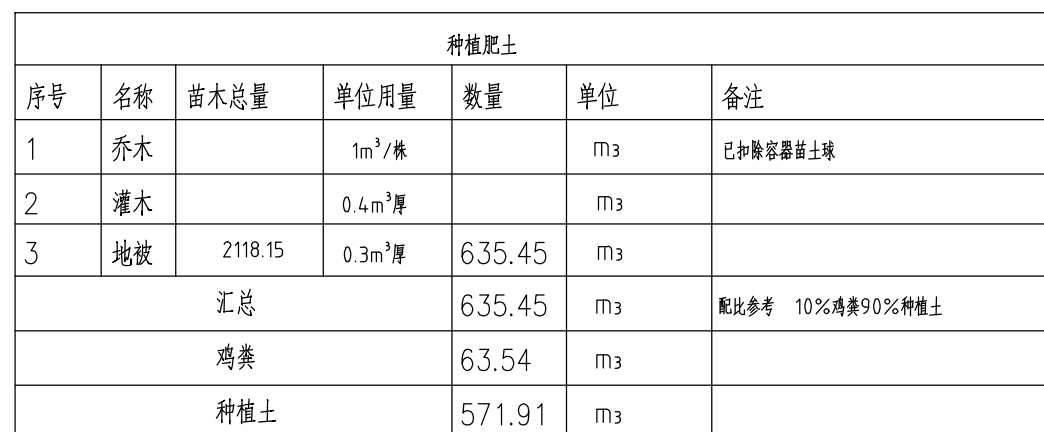 种植肥土
序号 名称 苗木总量 单位用量 数量 单位 备注
1 乔木 1m³/株 m3 已扣除容器苗土球
2 灌木 0.4m³厚 m3
3 地被 2118.15 0.3m³厚 635.45 m3
汇总 635.45 m3 配比参考 10%鸡粪90%种植土
鸡粪 63.54 m3
种植土 571.91 m3